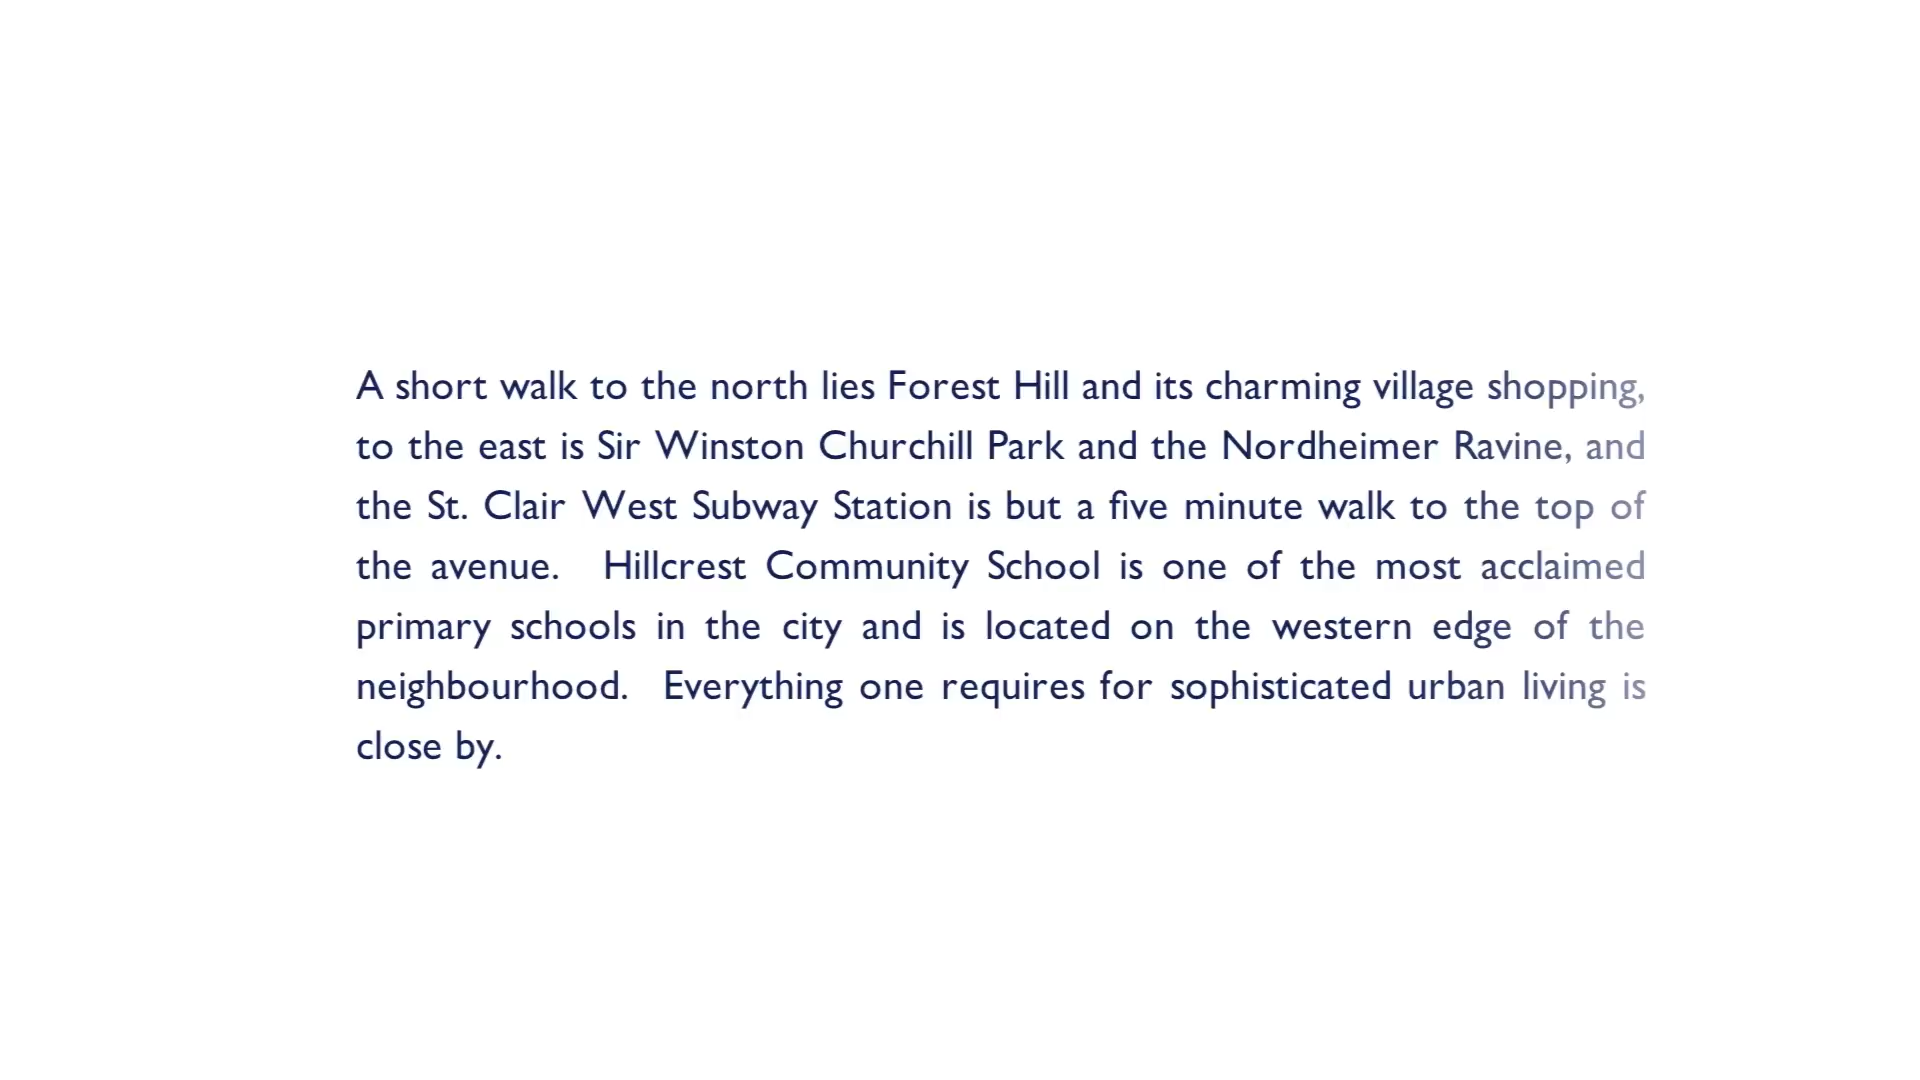 A short walk to the north lies Forest Hill and its charming village shopping,
to the east is Sir Winston Churchill Park and the Nordheimer Ravine, and
the St. Clair West Subway Station is but a five minute walk to the top of
the avenue.  Hillcrest Community School is one of the most acclaimed
primary schools in the city and is located on the western edge of the
neighbourhood.  Everything one requires for sophisticated urban living is
close by.